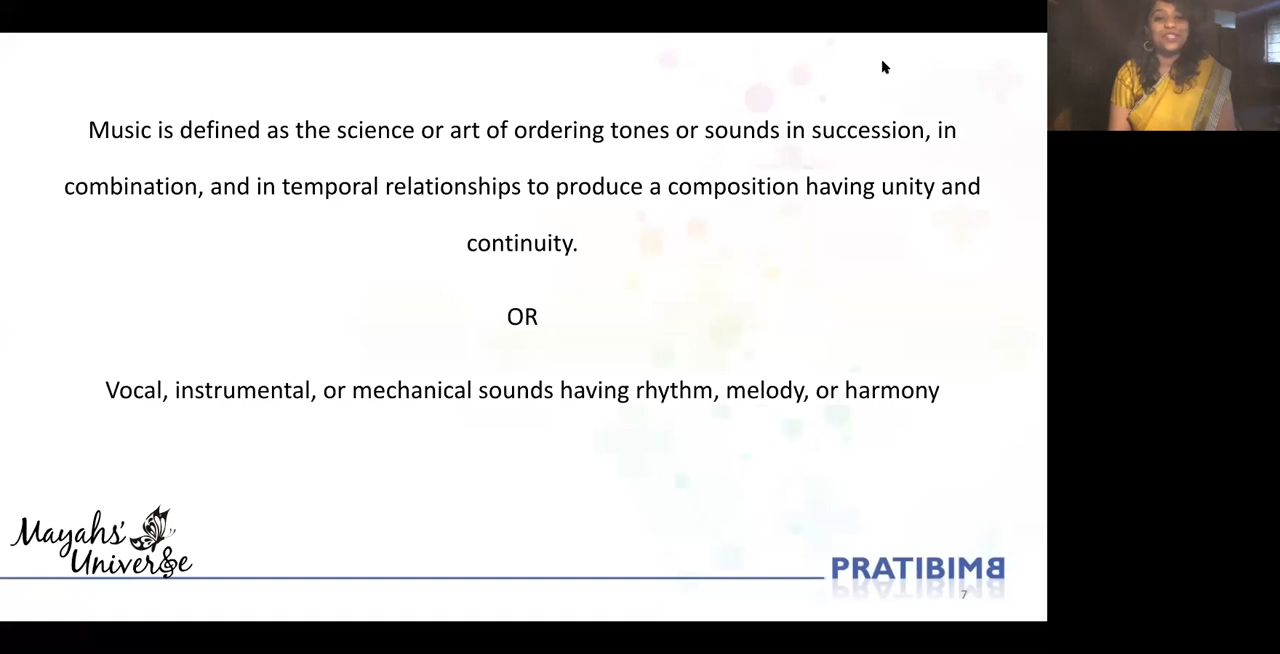 Music is defined as the science or art of ordering tones or sounds in succession, in
combination, and in temporal relationships to produce a composition having unity and
continuity.
OR
Vocal, instrumental, or mechanical sounds having rhythm, melody, or harmony
Mayahs'
Universe
PRATIBIMB
7